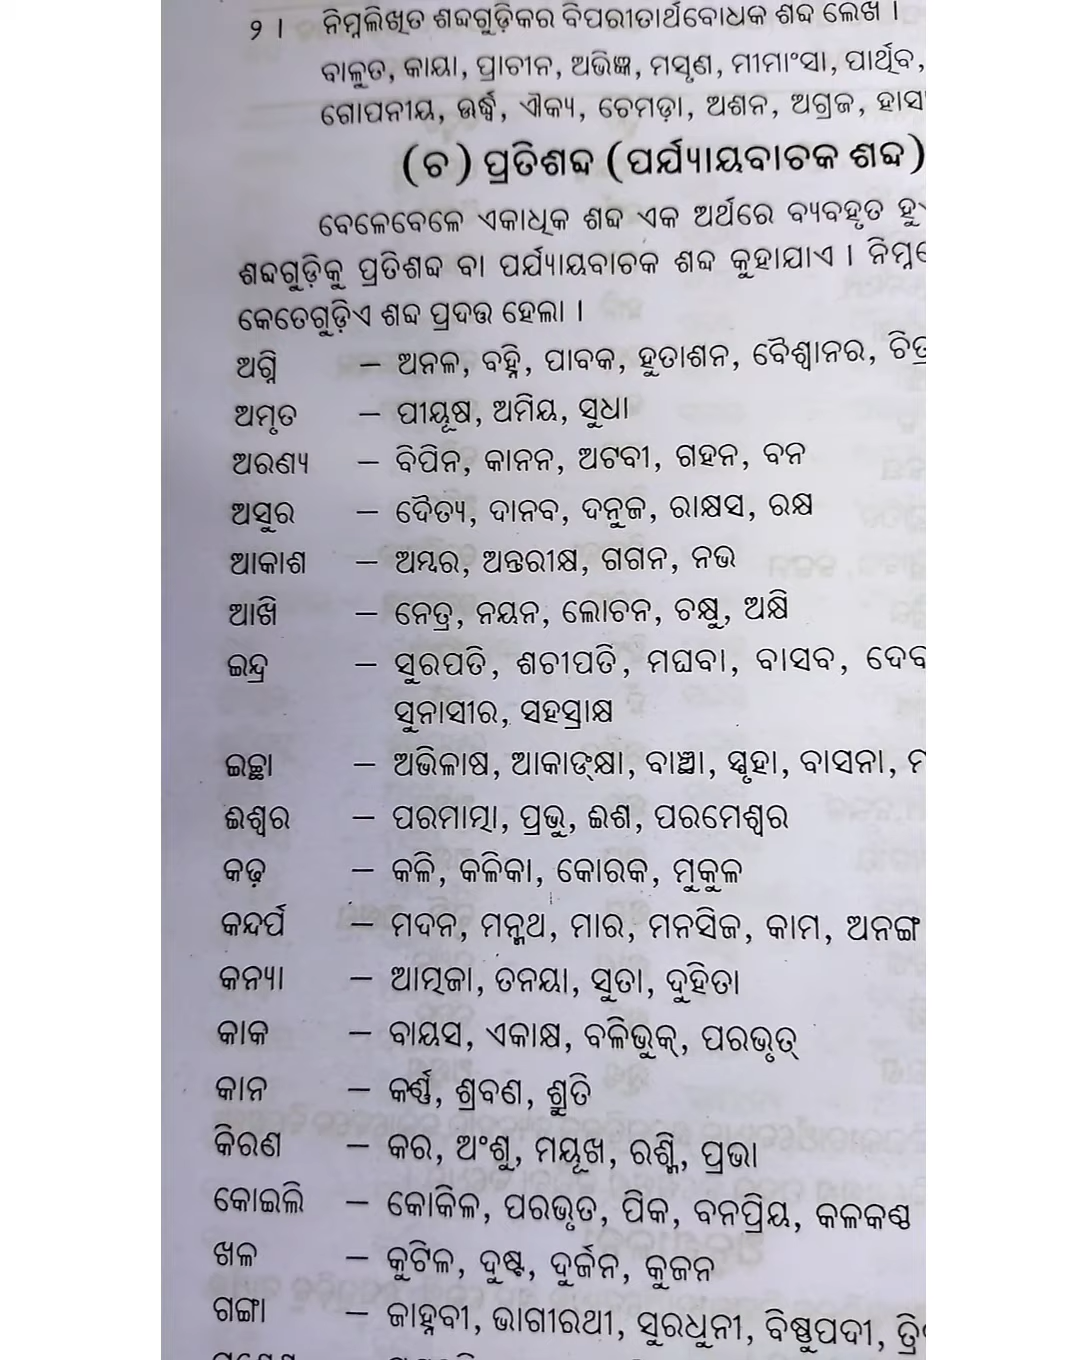 ୨ । ନିମ୍ନଲିଖିତ ଶବ୍ଦଗୁଡ଼ିକର ବିପରୀତାର୍ଥବୋଧକ ଶବ୍ଦ ଲେଖ ।
ବାଳୁତ, କାୟା, ପ୍ରାଚୀନ, ଅଭିଜ୍ଞ, ମସୃଣ, ମୀମାଂସା, ପାର୍ଥିବ,
ଗୋପନୀୟ, ଊର୍ଦ୍ଧ୍ୱ, ଐକ୍ୟ, ଚେମଡ଼ା, ଅଶନ, ଅଗ୍ରଜ,
(ଚ) ପ୍ରତିଶବ୍ଦ (ପର୍ଯ୍ୟାୟବାଚକ ଶବ୍ଦ)
ବେଳେବେଳେ ଏକାଧିକ ଶବ୍ଦ ଏକ ଅର୍ଥରେ ବ୍ୟବହୃତ
ଶବ୍ଦଗୁଡ଼ିକୁ ପ୍ରତିଶବ୍ଦ ବା ପର୍ଯ୍ୟାୟବାଚକ ଶବ୍ଦ କୁହାଯାଏ ।
କେତେଗୁଡ଼ିଏ ଶବ୍ଦ ପ୍ରଦତ୍ତ ହେଲା ।
ଅଗ୍ନି – ଅନଳ, ବହ୍ନି, ପାବକ, ହୁତାଶନ, ବୈଶ୍ୱାନର,
ଅମୃତ – ପୀୟୂଷ, ଅମିୟ, ସୁଧା
ଅରଣ୍ୟ – ବିପିନ, କାନନ, ଅଟବୀ, ଗହନ, ବନ
ଅସୁର – ଦୈତ୍ୟ, ଦାନବ, ଦନୁଜ, ରାକ୍ଷସ, ରକ୍ଷ
ଆକାଶ – ଅମ୍ବର, ଅନ୍ତରୀକ୍ଷ, ଗଗନ, ନଭ
ଆଖି – ନେତ୍ର, ନୟନ, ଲୋଚନ, ଚକ୍ଷୁ, ଅକ୍ଷି
ଇନ୍ଦ୍ର – ସୁରପତି, ଶଚୀପତି, ମଘବା, ବାସବ,
ସୁନାସୀର, ସହସ୍ରାକ୍ଷ
ଇଚ୍ଛା – ଅଭିଳାଷ, ଆକାଙ୍‌କ୍ଷା, ବାଞ୍ଛା, ସ୍ପୃହା, ବାସନା,
ଈଶ୍ୱର – ପରମାତ୍ମା, ପ୍ରଭୁ, ଈଶ, ପରମେଶ୍ୱର
କଢ଼ – କଳି, କଳିକା, କୋରକ, ମୁକୁଳ
କନ୍ଦର୍ପ – ମଦନ, ମନ୍ମଥ, ମାର, ମନସିଜ, କାମ, ଅନଙ୍ଗ
କନ୍ୟା – ଆତ୍ମଜା, ତନୟା, ସୁତା, ଦୁହିତା
କାକ – ବାୟସ, ଏକାକ୍ଷ, ବଳିଭୁକ୍, ପରଭୃତ୍
କାନ – କର୍ଣ୍ଣ, ଶ୍ରବଣ, ଶ୍ରୁତି
କିରଣ – କର, ଅଂଶୁ, ମୟୂଖ, ରଶ୍ମି, ପ୍ରଭା
କୋଇଲି – କୋକିଳ, ପରଭୃତ, ପିକ, ବନପ୍ରିୟ, କଳକଣ୍ଠ
ଖଳ – କୁଟିଳ, ଦୁଷ୍ଟ, ଦୁର୍ଜନ, କୁଜନ
ଗଙ୍ଗା – ଜାହ୍ନବୀ, ଭାଗୀରଥୀ, ସୁରଧୁନୀ, ବିଷ୍ଣୁପଦୀ,